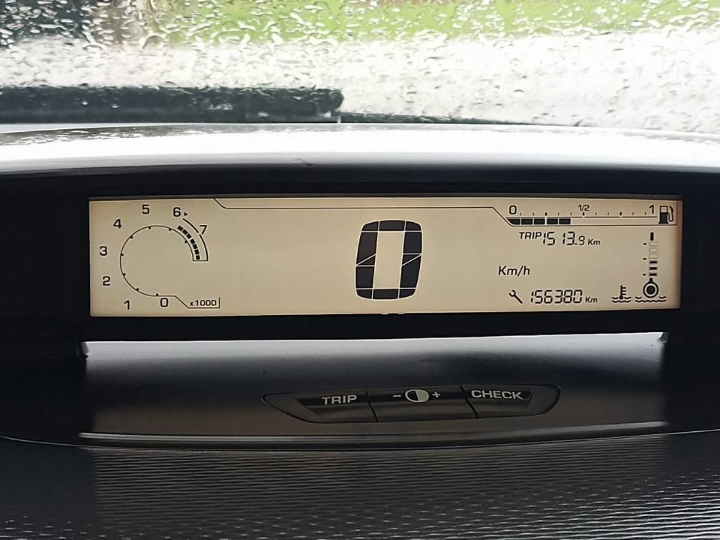 0 1/2 1
4 5 6 7
3
2
1 0 x1000
0
TRIP 1513.9 Km
Km/h
156380 Km
TRIP - + CHECK